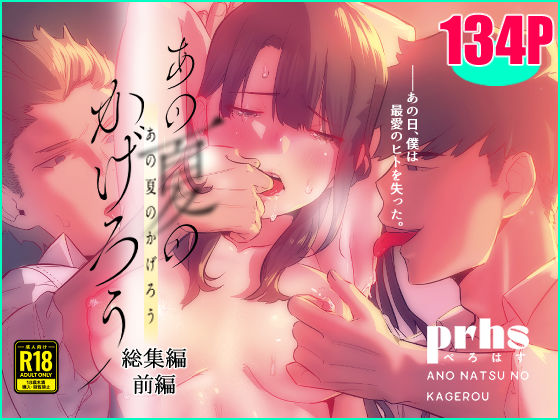 134P
あの夏の
かげろう
あの夏のかげろう
――あの日、僕は
最愛のヒトを失った。
総集編
前編
prhs
ぺろはす
ANO NATSU NO
KAGEROU
成人向け
R18
ADULT ONLY